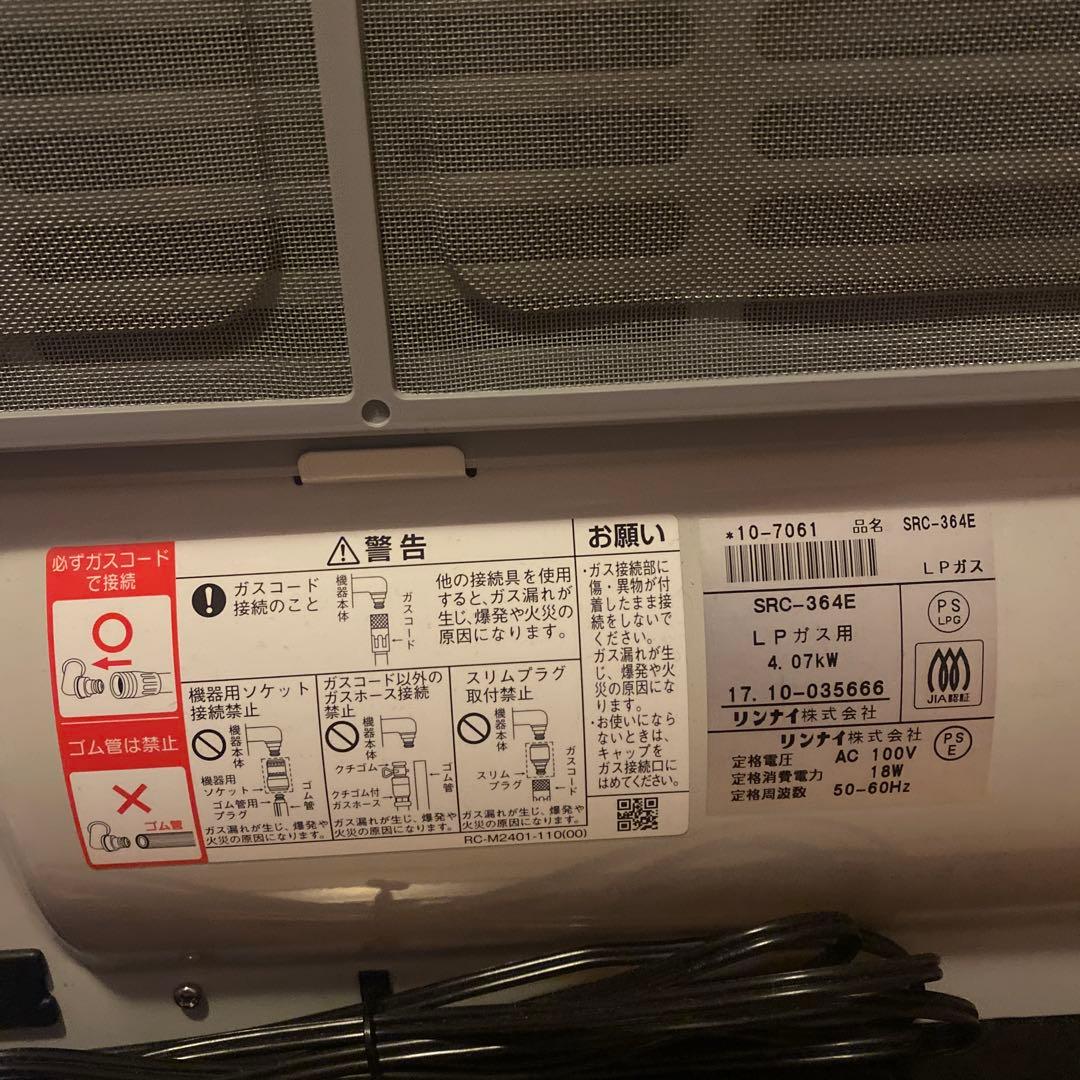 必ずガスコード
で接続
ゴム管は禁止
ゴム管
警告
ガスコード
接続のこと
機器本体
ガスコード
他の接続具を使用
すると、ガス漏れが
生じ、爆発や火災の
原因になります。
機器用ソケット
接続禁止
機器本体
機器用
ソケット
ゴム管用
プラグ
ゴム管
ガス漏れが生じ、爆発や
火災の原因になります。
ガスコード以外の
ガスホース接続
禁止
機器本体
クチゴム
クチゴム付
ガスホース
ゴム管
ガス漏れが生じ、爆発や
火災の原因になります。
スリムプラグ
取付禁止
機器本体
スリム
プラグ
ガスコード
ガス漏れが生じ、爆発や
火災の原因になります。
RC-M2401-110(00)
お願い
・ガス接続部に
傷・異物が付
着したまま接
続をしないで
ください。
ガス漏れが生
じ、爆発や火
災の原因にな
ります。
・お使いになら
ないときは、
キャップを
ガス接続口に
はめてください。
*10-7061 品名 SRC-364E
LPガス
SRC-364E
LPガス用
4.07kW
17.10-035666
リンナイ株式会社
PS
LPG
JIA認証
リンナイ株式会社
定格電圧 AC 100V
定格消費電力 18W
定格周波数 50-60Hz
PS
E